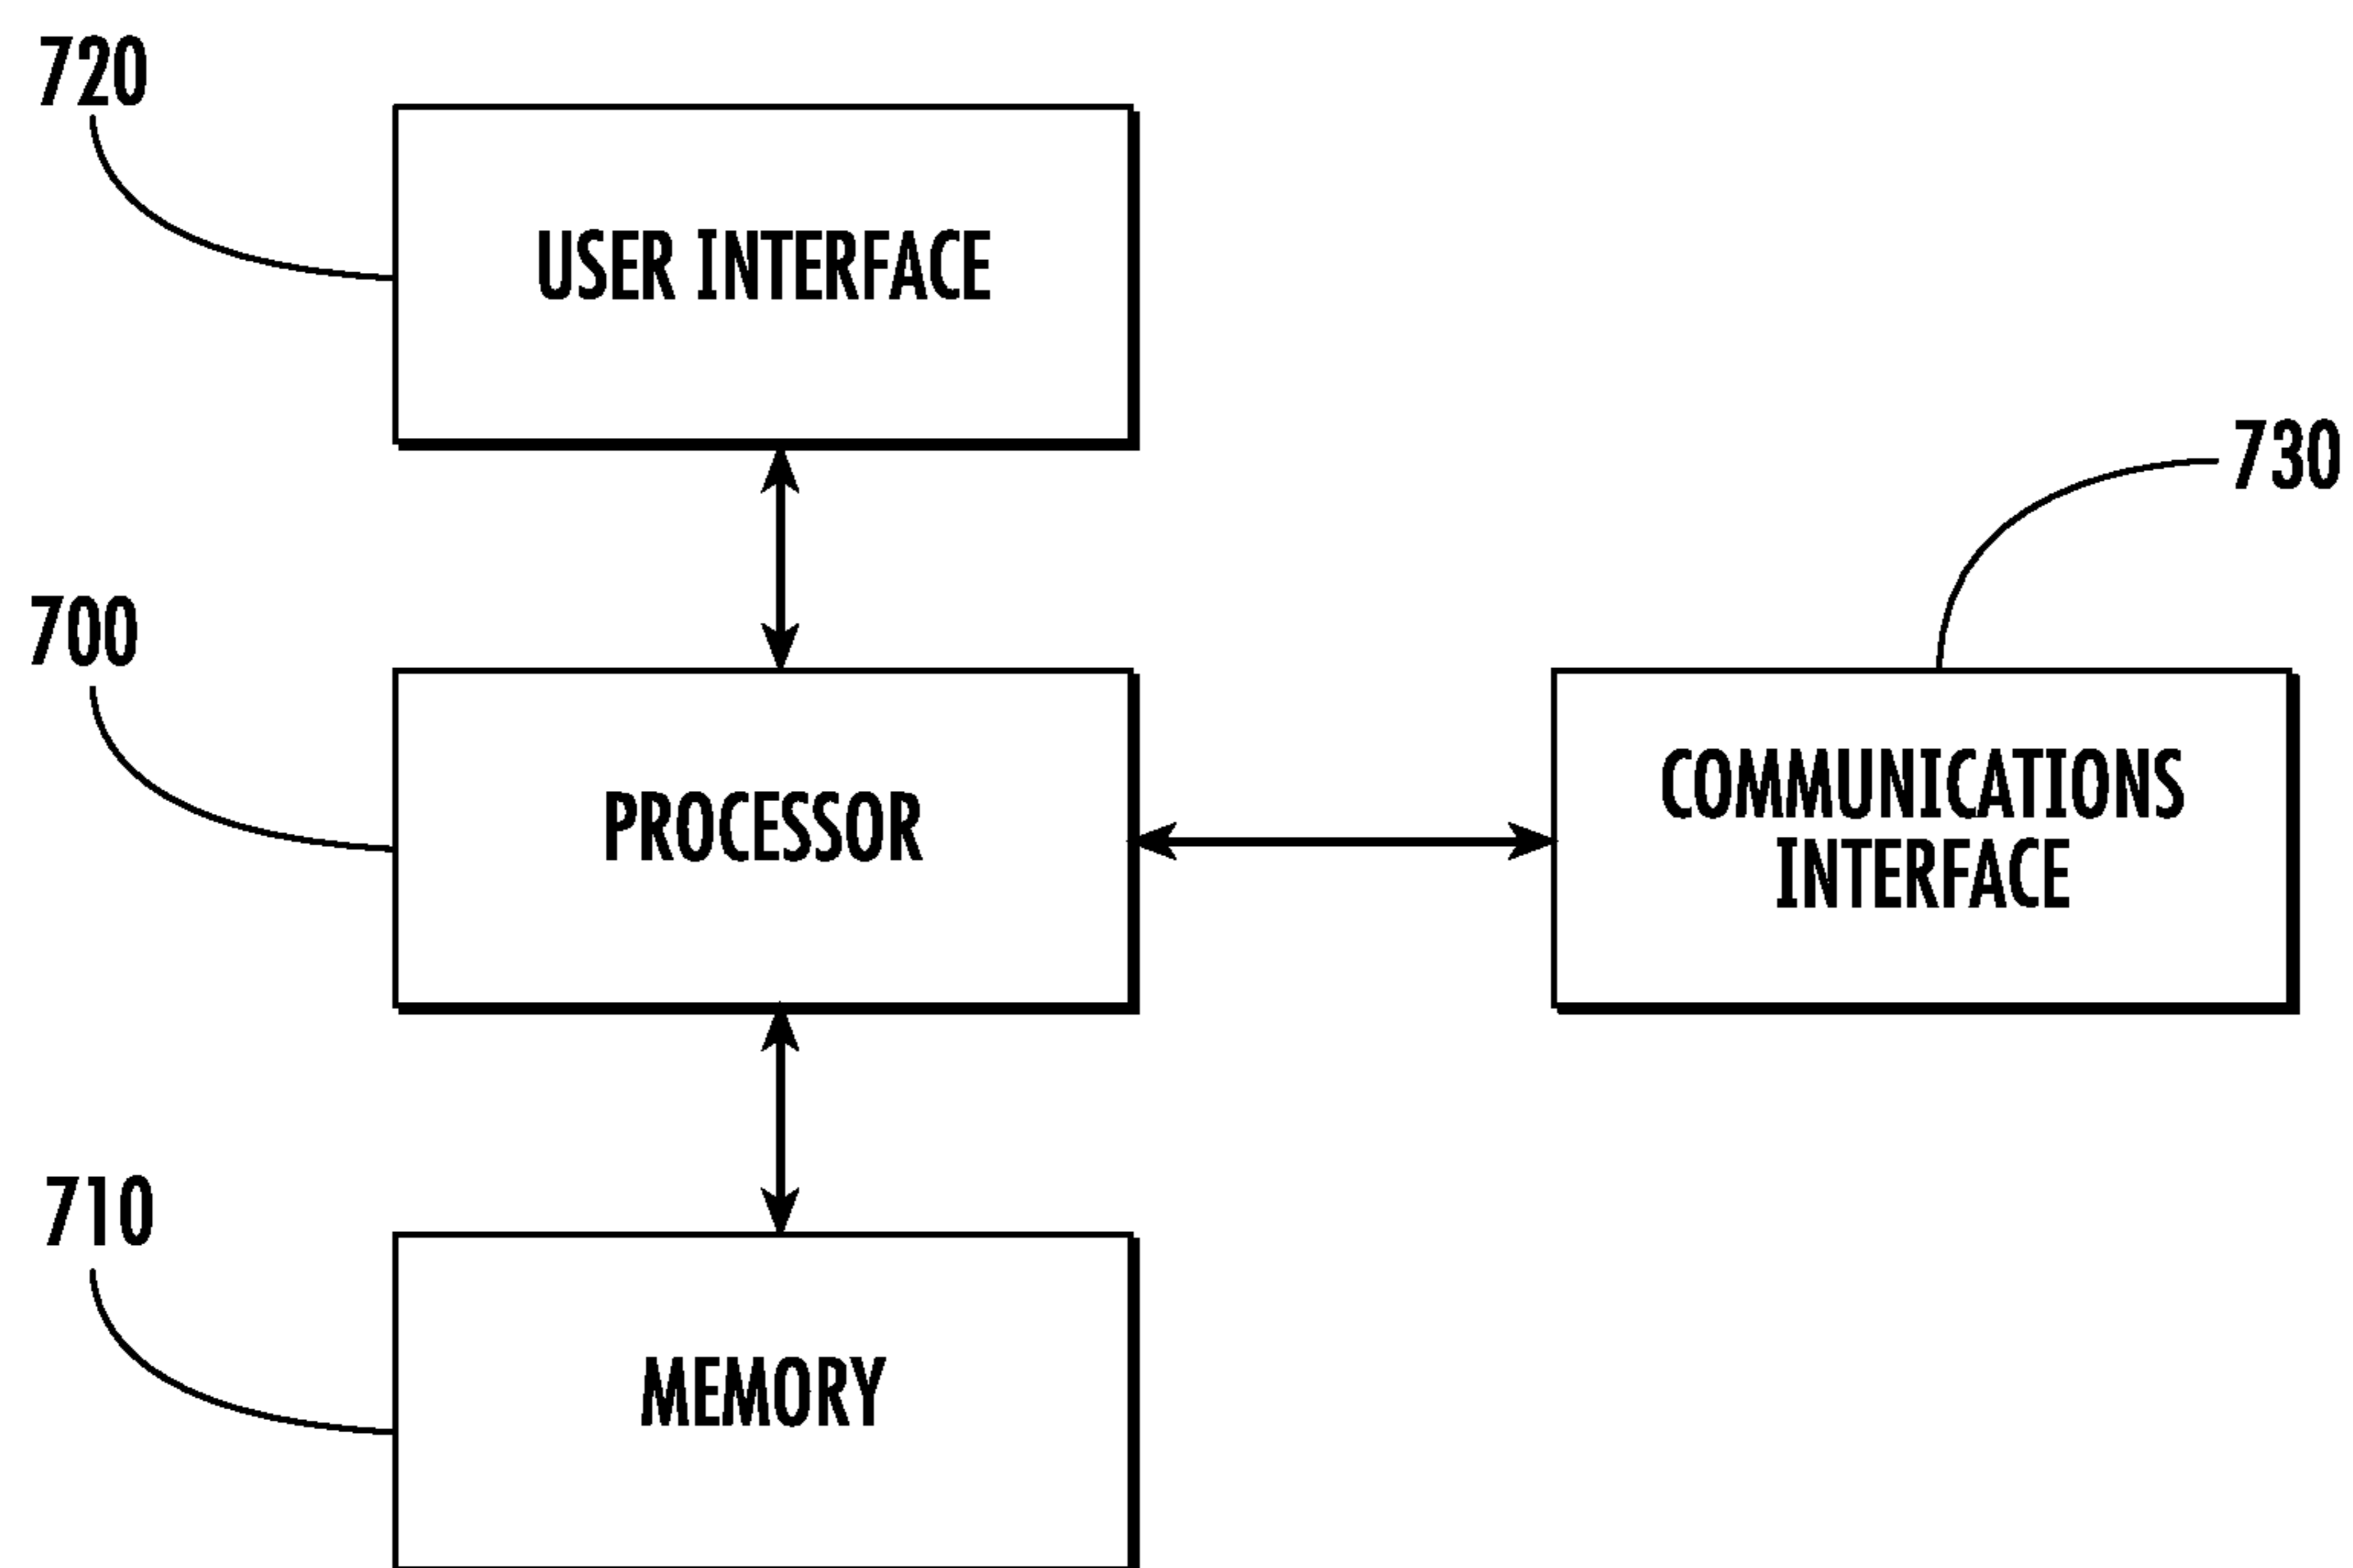 720
USER INTERFACE
730
700
PROCESSOR
COMMUNICATIONS
INTERFACE
710
MEMORY